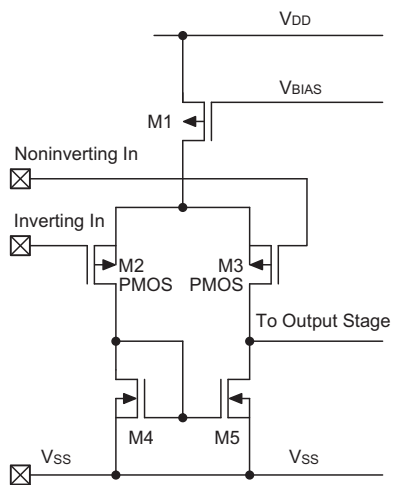 VDD
VBIAS
M1
Noninverting In
Inverting In
M2
PMOS
M3
PMOS
To Output Stage
M4
M5
VSS
VSS